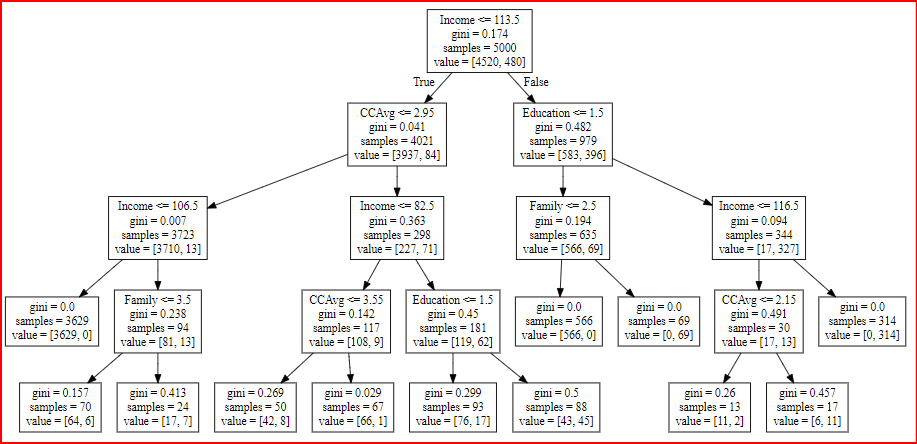 Income <= 113.5
gini = 0.174
samples = 5000
value = [4520, 480]
True
False
CCAvg <= 2.95
gini = 0.041
samples = 4021
value = [3937, 84]
Education <= 1.5
gini = 0.482
samples = 979
value = [583, 396]
Income <= 106.5
gini = 0.007
samples = 3723
value = [3710, 13]
Income <= 82.5
gini = 0.363
samples = 298
value = [227, 71]
Family <= 2.5
gini = 0.194
samples = 635
value = [566, 69]
Income <= 116.5
gini = 0.094
samples = 344
value = [17, 327]
gini = 0.0
samples = 3629
value = [3629, 0]
Family <= 3.5
gini = 0.238
samples = 94
value = [81, 13]
CCAvg <= 3.55
gini = 0.142
samples = 117
value = [108, 9]
Education <= 1.5
gini = 0.45
samples = 181
value = [119, 62]
gini = 0.0
samples = 566
value = [566, 0]
gini = 0.0
samples = 69
value = [0, 69]
CCAvg <= 2.15
gini = 0.491
samples = 30
value = [17, 13]
gini = 0.0
samples = 314
value = [0, 314]
gini = 0.157
samples = 70
value = [64, 6]
gini = 0.413
samples = 24
value = [17, 7]
gini = 0.269
samples = 50
value = [42, 8]
gini = 0.029
samples = 67
value = [66, 1]
gini = 0.299
samples = 93
value = [76, 17]
gini = 0.5
samples = 88
value = [43, 45]
gini = 0.26
samples = 13
value = [11, 2]
gini = 0.457
samples = 17
value = [6, 11]